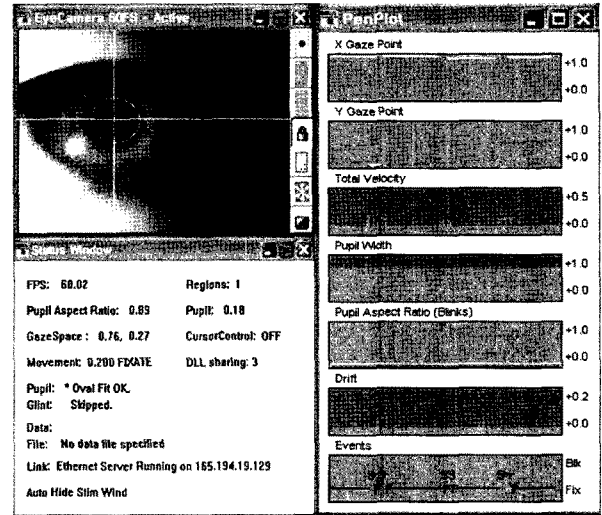 EyeCamera 60FS - Active
FPS: 60.02 Regions: 1
Pupil Aspect Ratio: 0.89 Pupil: 0.18
GazeSpace: 0.76, 0.27 CursorControl: OFF
Movement: 0.200 FIXATE DLL sharing: 3
Pupil: * Oval Fit OK.
Glint: Skipped.
Data:
File: No data file specified
Link: Ethernet Server Running on 165.194.19.129
Auto Hide Slim Wind
PenPlot
X Gaze Point
+1.0
+0.0
Y Gaze Point
+1.0
+0.0
Total Velocity
+0.5
+0.0
Pupil Width
+1.0
+0.0
Pupil Aspect Ratio (Blinks)
+1.0
+0.0
Drift
+0.2
+0.0
Events
Blk
Fix